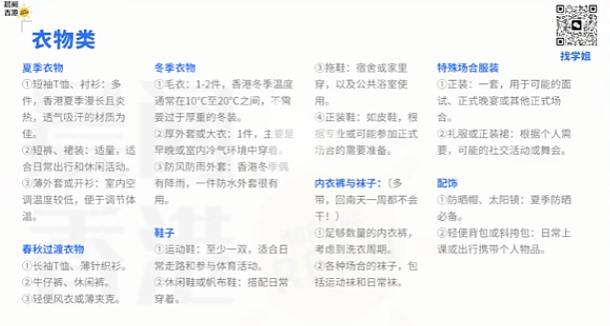 晨间
香港
找学姐
衣物类
夏季衣物
①短袖T恤、衬衫：多
件，香港夏季漫长且炎
热，透气吸汗的材质为
佳。
②短裤、裙装：适量，适
合日常出行和休闲活动。
③薄外套或开衫：室内空
调温度较低，便于调节体
温。
春秋过渡衣物
①长袖T恤、薄针织衫。
②牛仔裤、休闲裤。
③轻便风衣或薄夹克。
冬季衣物
①毛衣：1-2件，香港冬季温度
通常在10℃至20℃之间，不需
要过于厚重的冬装。
②厚外套或大衣：1件，主要是
早晚或室内冷气环境中穿着。
③防风防雨外套：香港冬季偶
有降雨，一件防水外套很有
用。
鞋子
①运动鞋：至少一双，适合日
常走路和参与体育活动。
②休闲鞋或帆布鞋：搭配日常
穿着。
③拖鞋：宿舍或家里
穿，以及公共浴室使
用。
④正装鞋：如皮鞋，根
据专业或可能参加正式
场合的需要准备。
内衣裤与袜子：（多
带，回南天一周都不会
干！）
①足够数量的内衣裤，
考虑到洗衣周期。
②各种场合的袜子，包
括运动袜和日常袜。
特殊场合服装
①正装：一套，用于可能的面
试、正式晚宴或其他正式场
合。
②礼服或正装裙：根据个人需
要，可能的社交活动或舞会。
配饰
①防晒帽、太阳镜：夏季防晒
必备。
②轻便背包或斜挎包：日常上
课或出行携带个人物品。